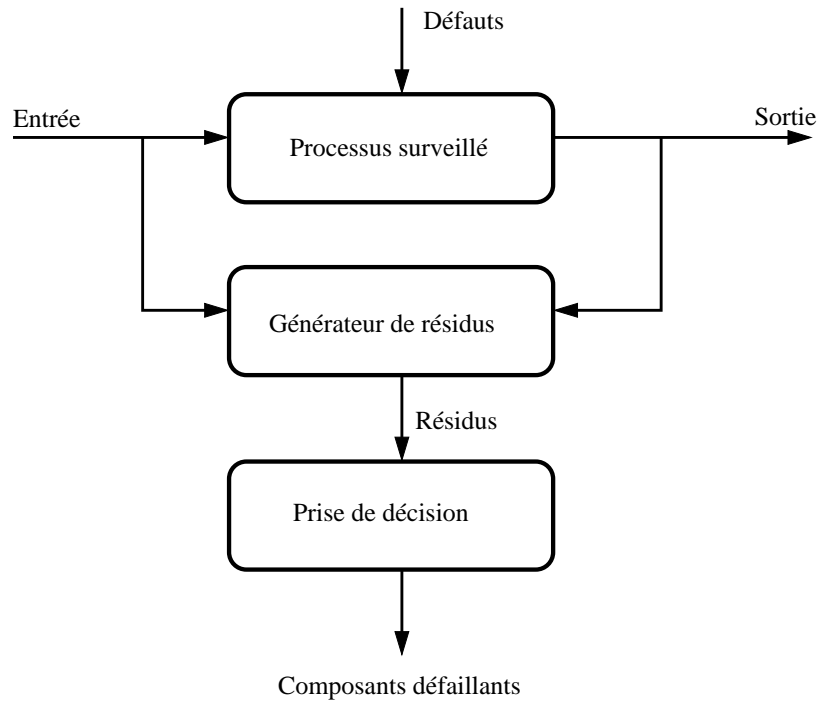 Défauts
Entrée
Sortie
Processus surveillé
Générateur de résidus
Résidus
Prise de décision
Composants défaillants